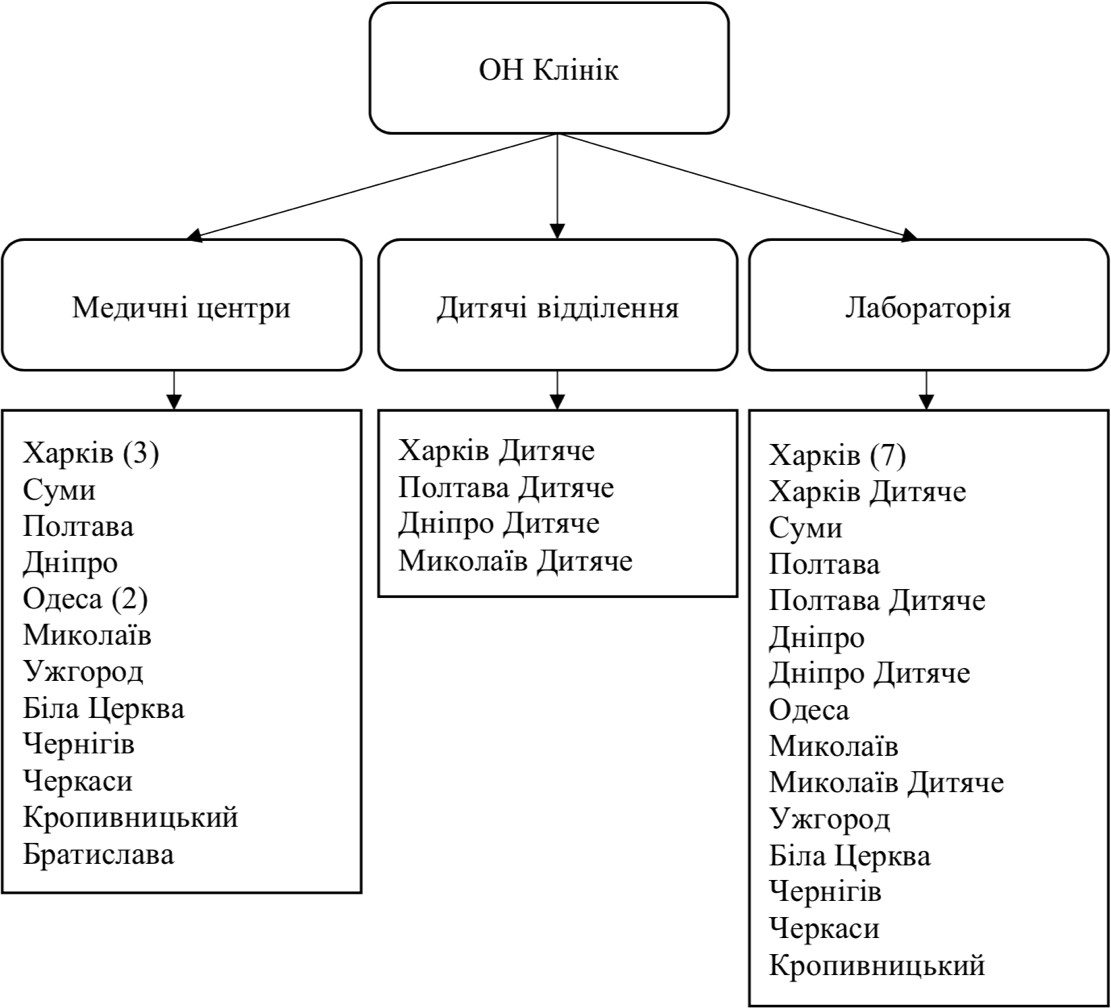 ОН Клінік
Медичні центри
Дитячі відділення
Лабораторія
Харків (3)
Суми
Полтава
Дніпро
Одеса (2)
Миколаїв
Ужгород
Біла Церква
Чернігів
Черкаси
Кропивницький
Братислава
Харків Дитяче
Полтава Дитяче
Дніпро Дитяче
Миколаїв Дитяче
Харків (7)
Харків Дитяче
Суми
Полтава
Полтава Дитяче
Дніпро
Дніпро Дитяче
Одеса
Миколаїв
Миколаїв Дитяче
Ужгород
Біла Церква
Чернігів
Черкаси
Кропивницький